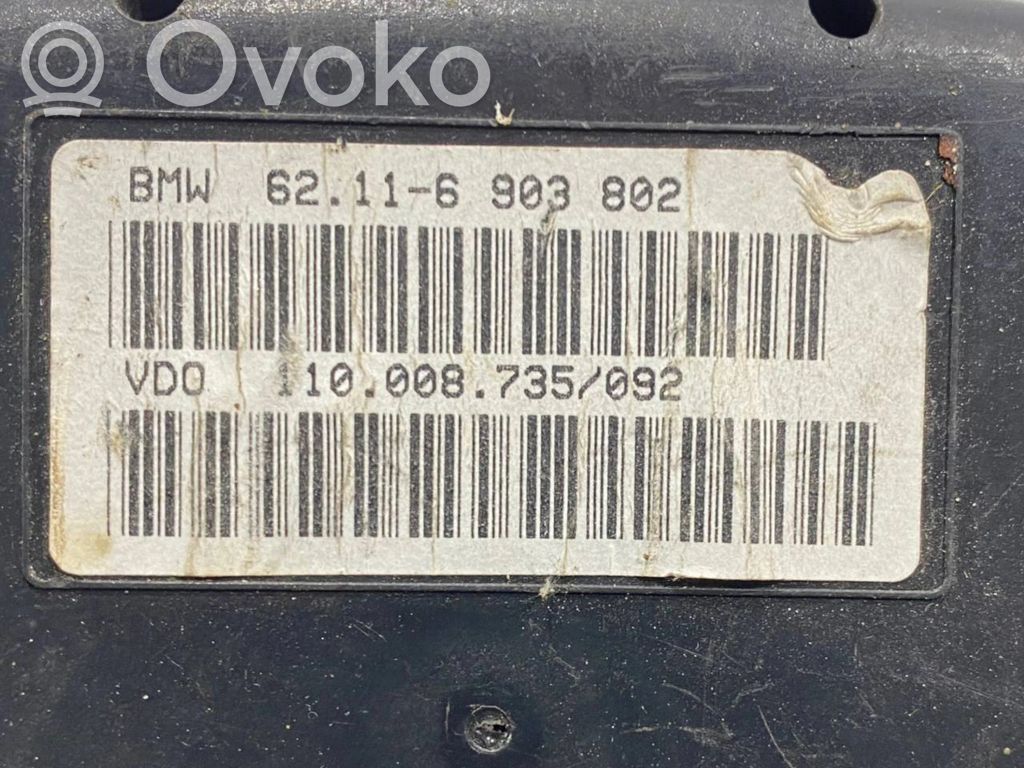 Ovoko
BMW 62.11-6 903 802
VDO 110.008.735/092